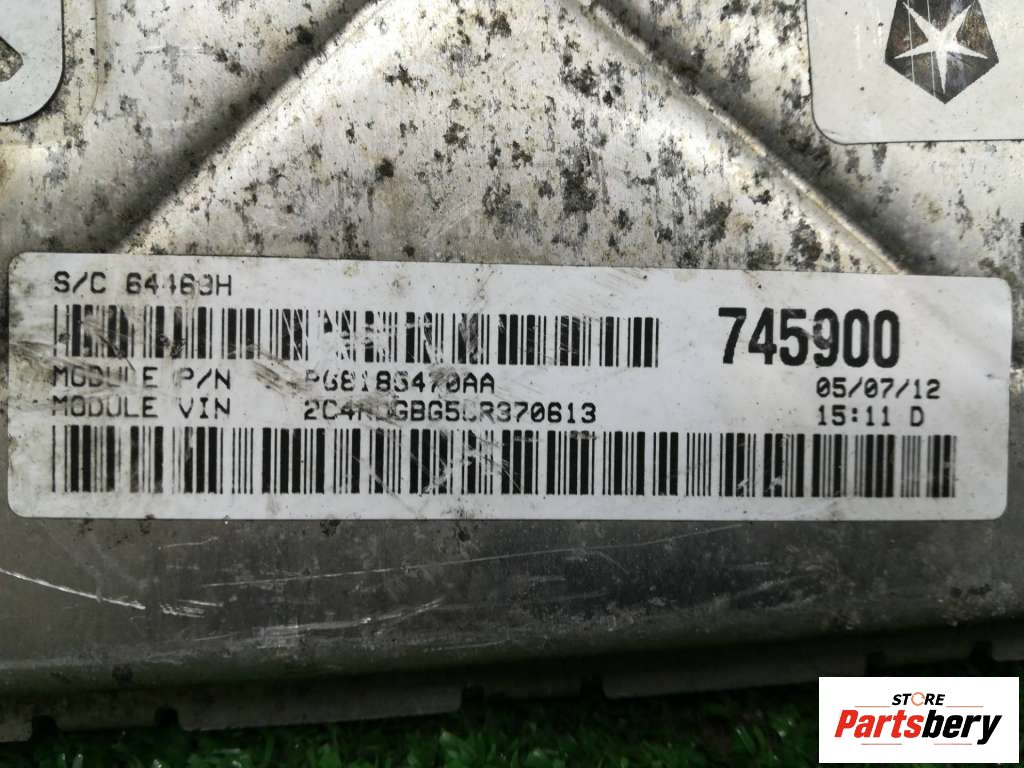 S/C 64469H
745900
MODULE P/N
05/07/12
MODULE VIN
15:11 D
STORE
Partsbery